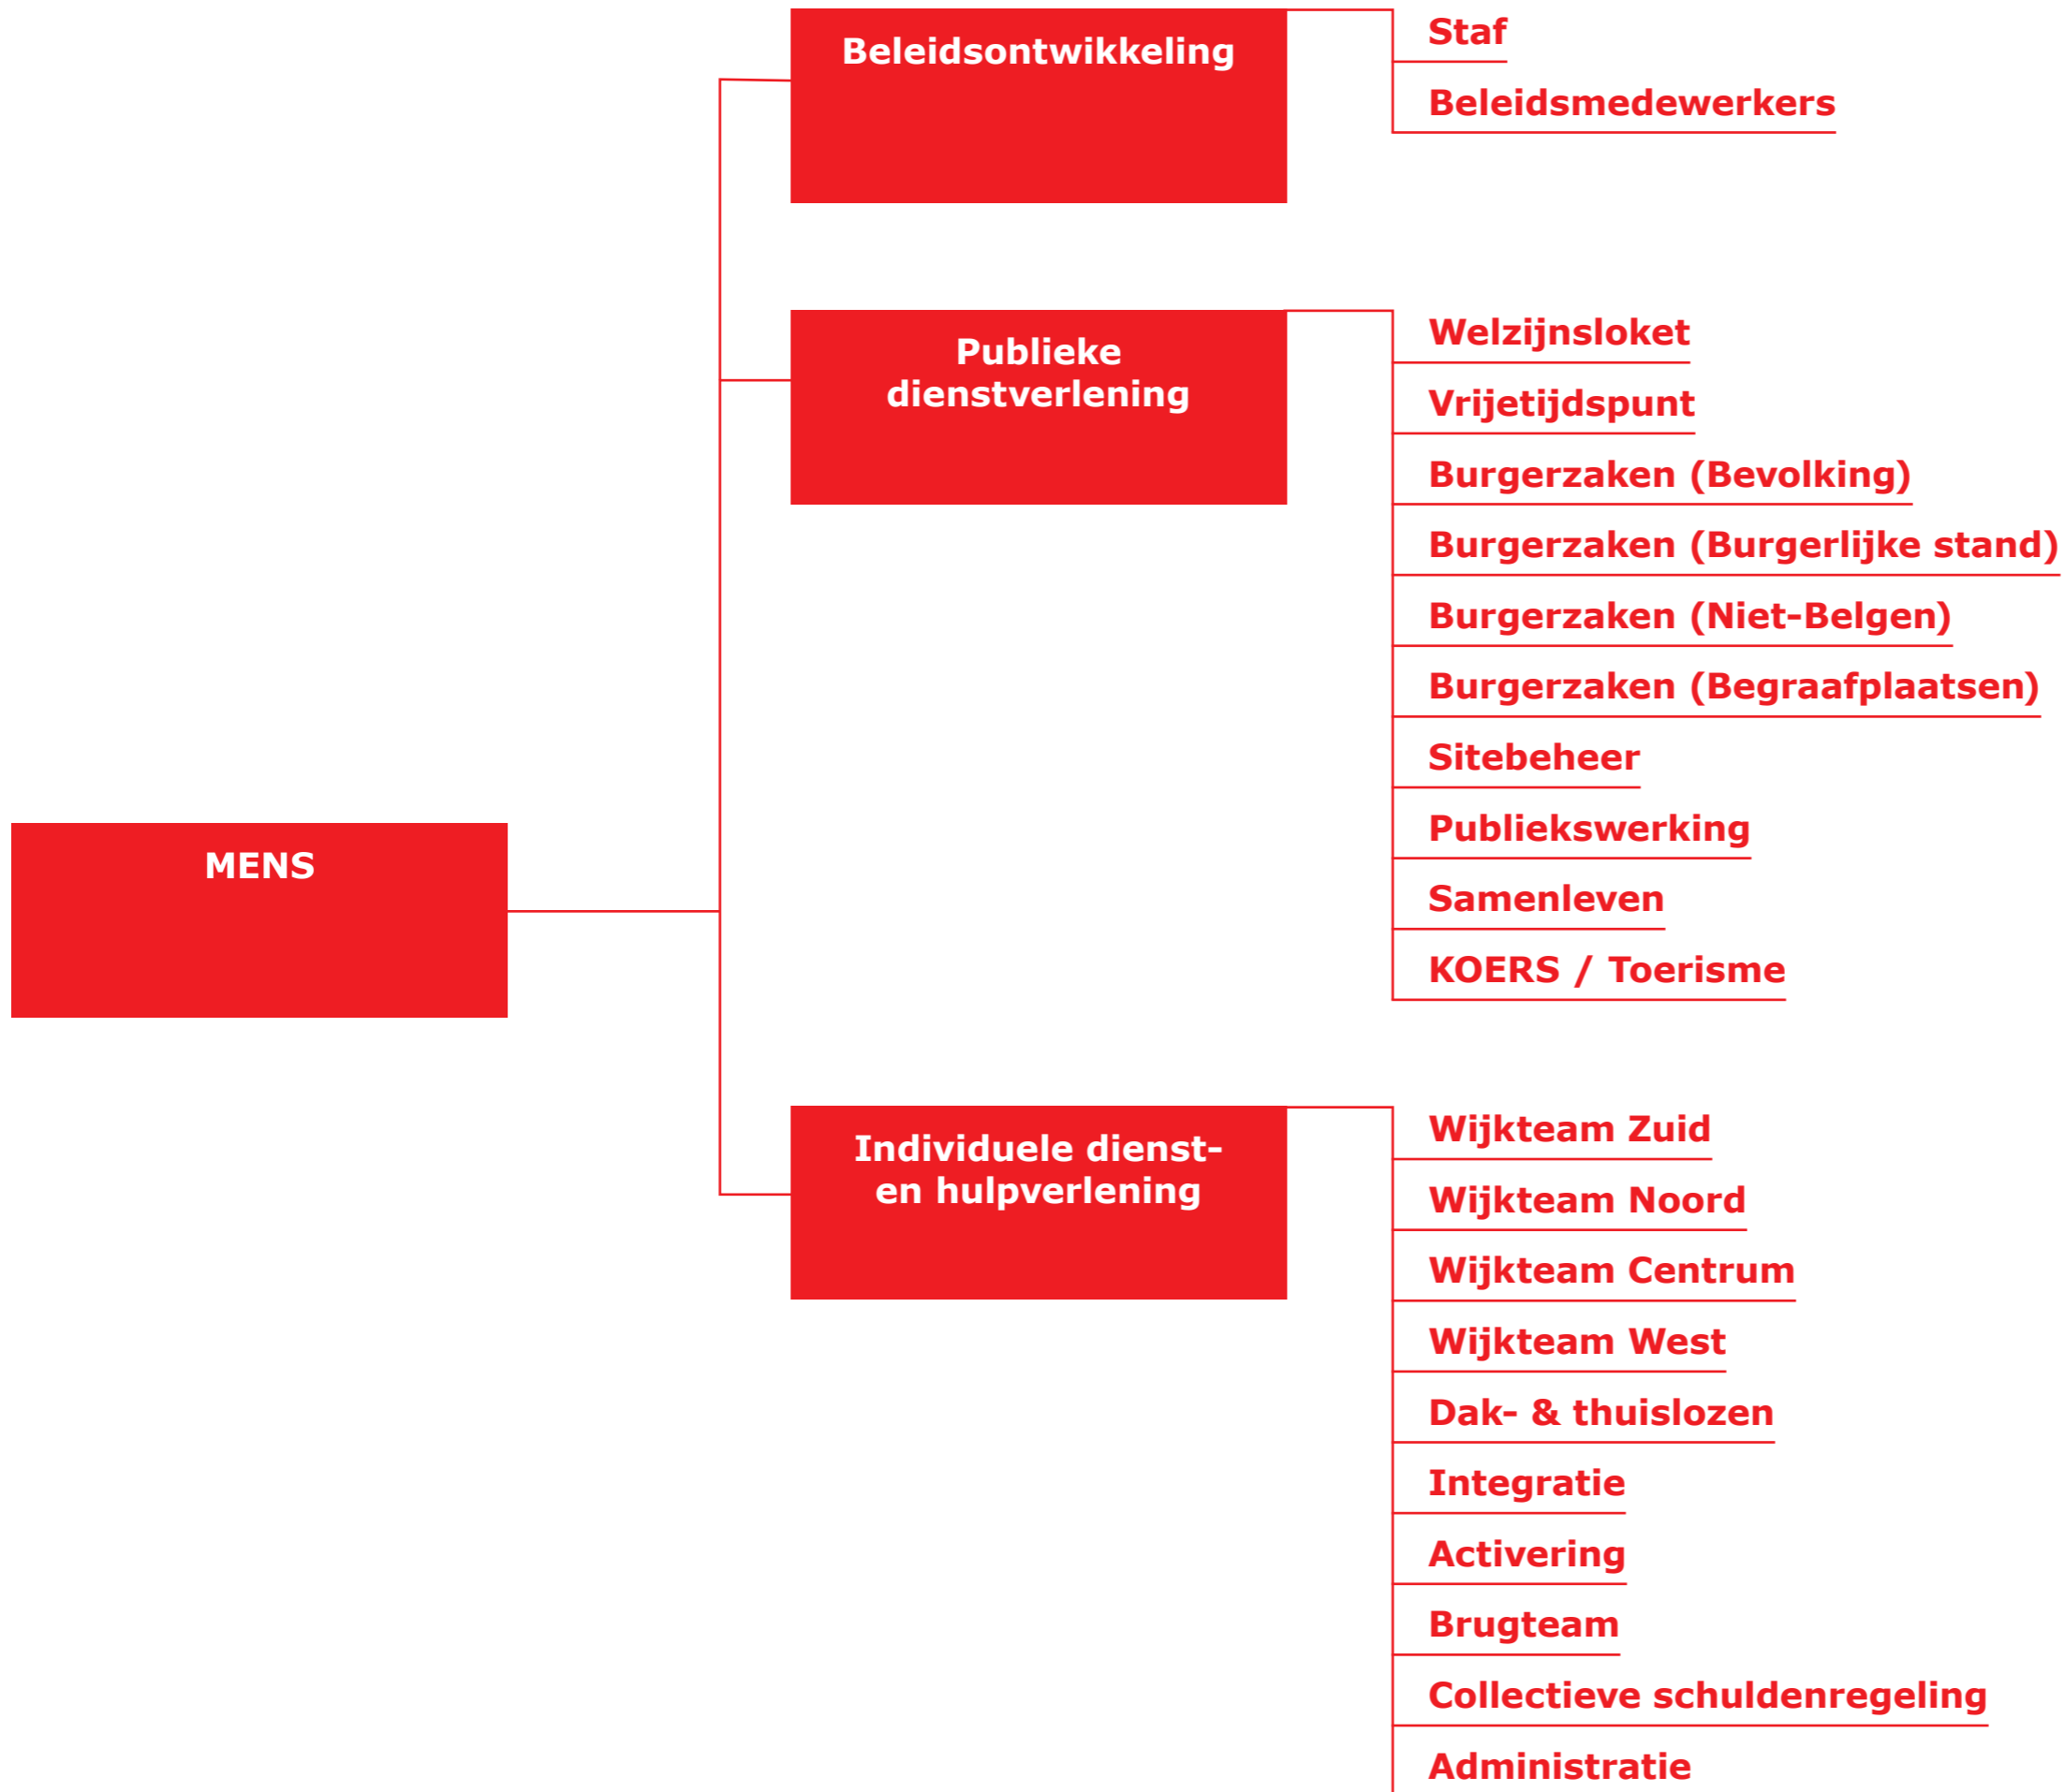 Beleidsontwikkeling
Staf
Beleidsmedewerkers
Publieke
dienstverlening
Welzijnsloket
Vrijetijdspunt
Burgerzaken (Bevolking)
Burgerzaken (Burgerlijke stand)
Burgerzaken (Niet-Belgen)
Burgerzaken (Begraafplaatsen)
Sitebeheer
Publiekswerking
Samenleven
KOERS / Toerisme
MENS
Individuele dienst-
en hulpverlening
Wijkteam Zuid
Wijkteam Noord
Wijkteam Centrum
Wijkteam West
Dak- & thuislozen
Integratie
Activering
Brugteam
Collectieve schuldenregeling
Administratie